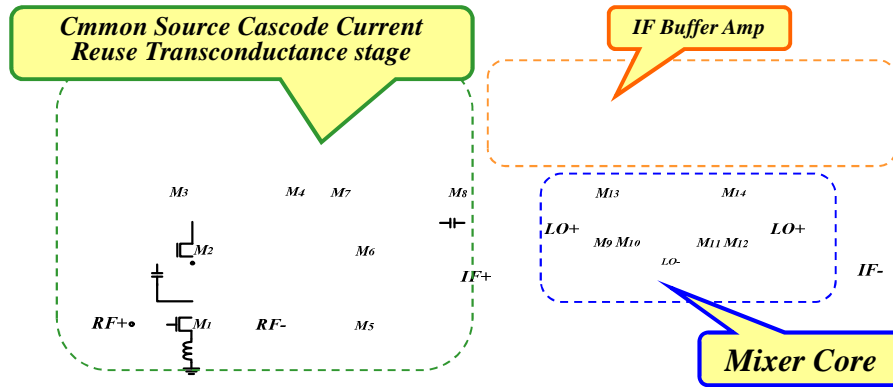 Cmmon Source Cascode Current
Reuse Transconductance stage
IF Buffer Amp
M3 M4 M7 M8 M13 M14
LO+ LO+
M2 M6 M9 M10 M11 M12
LO-
IF+ IF-
RF+ M1 RF- M5
Mixer Core